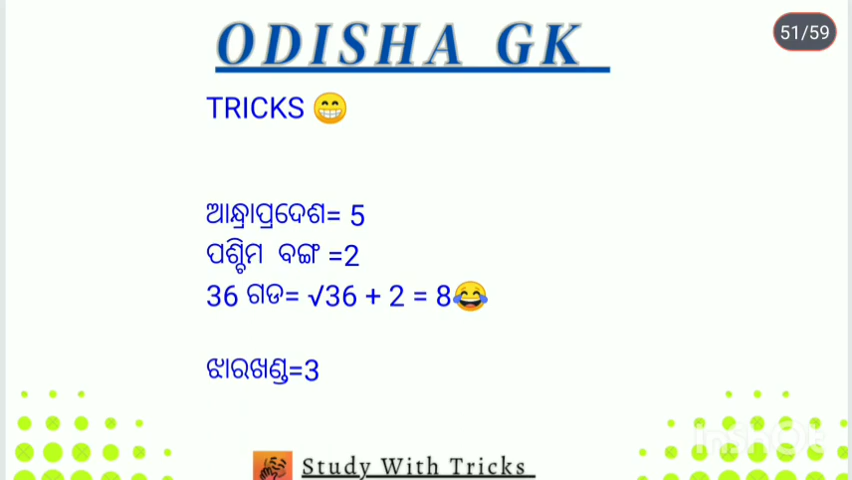 ODISHA GK
51/59
TRICKS 😁
ଆନ୍ଧ୍ରାପ୍ରଦେଶ= 5
ପଶ୍ଚିମ ବଙ୍ଗ =2
36 ଗଡ= √36 + 2 = 8😂
ଝାରଖଣ୍ଡ=3
InShOt
Study With Tricks